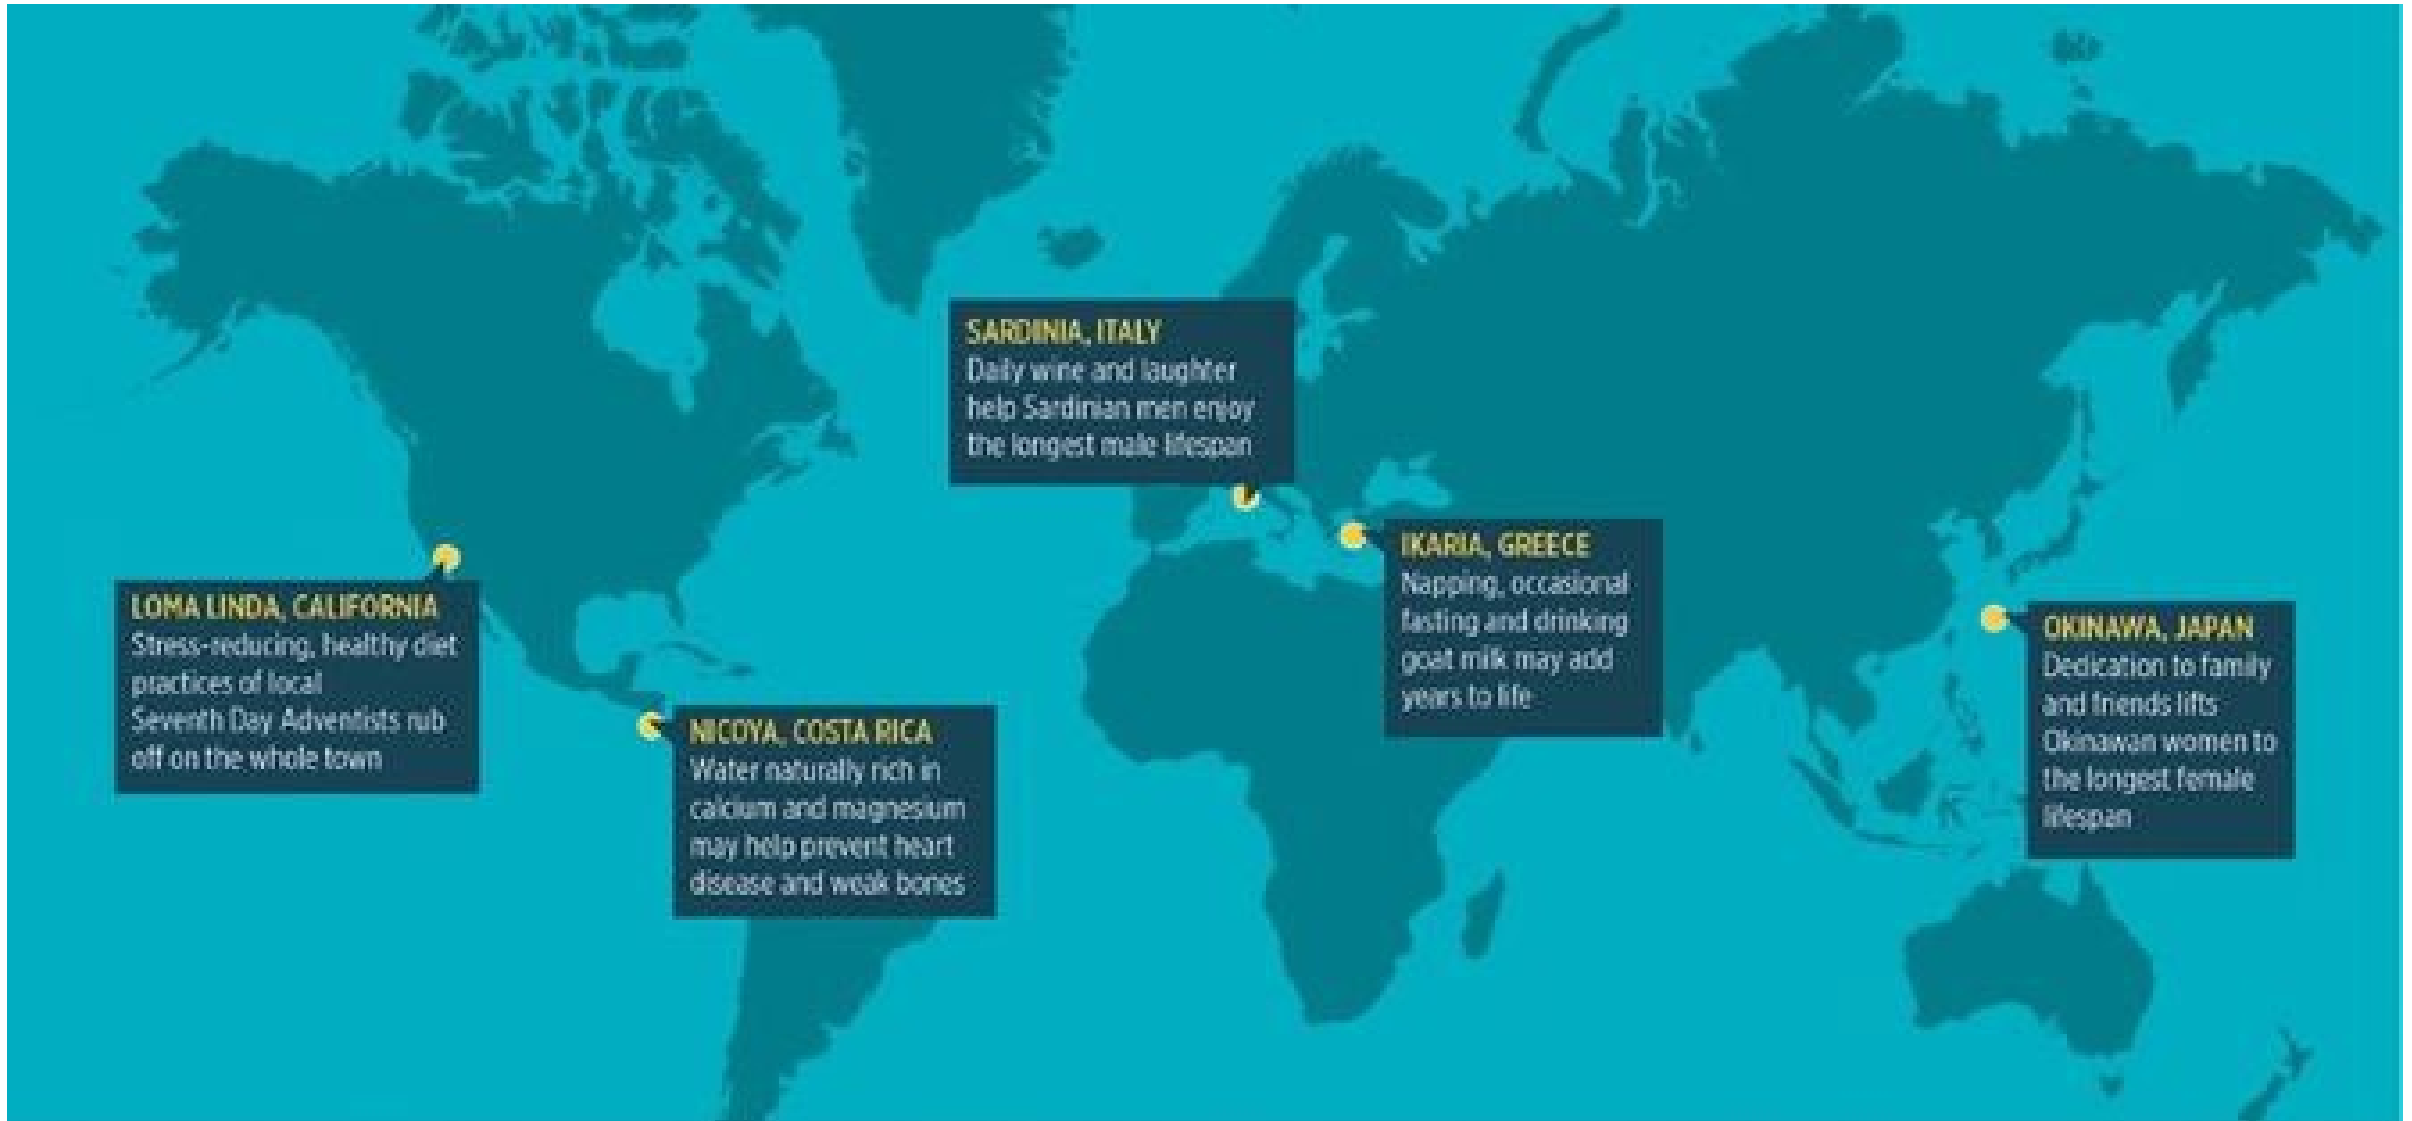 SARDINIA, ITALY
Daily wine and laughter
help Sardinian men enjoy
the longest male lifespan
IKARIA, GREECE
Napping, occasional
fasting and drinking
goat milk may add
years to life
LOMA LINDA, CALIFORNIA
Stress-reducing, healthy diet
practices of local
Seventh Day Adventists rub
off on the whole town
OKINAWA, JAPAN
Dedication to family
and friends lifts
Okinawan women to
the longest female
lifespan
NICOYA, COSTA RICA
Water naturally rich in
calcium and magnesium
may help prevent heart
disease and weak bones